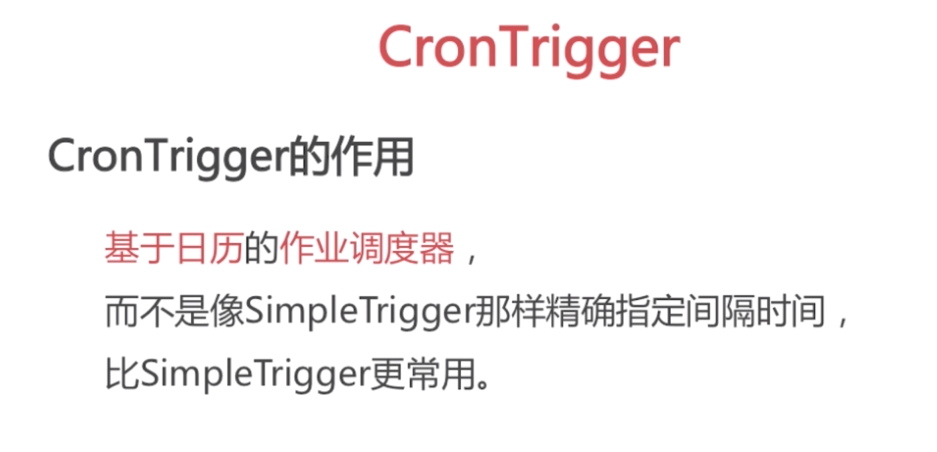 CronTrigger
CronTrigger的作用
基于日历的作业调度器，
而不是像SimpleTrigger那样精确指定间隔时间，
比SimpleTrigger更常用。